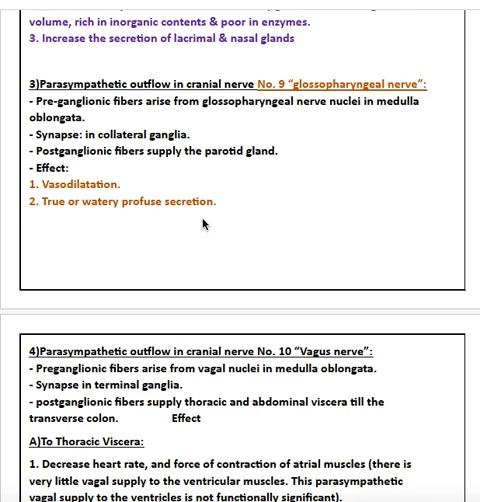 volume, rich in inorganic contents & poor in enzymes.
3. Increase the secretion of lacrimal & nasal glands
3)Parasympathetic outflow in cranial nerve No. 9 “glossopharyngeal nerve”:
- Pre-ganglionic fibers arise from glossopharyngeal nerve nuclei in medulla
oblongata.
- Synapse: in collateral ganglia.
- Postganglionic fibers supply the parotid gland.
- Effect:
1. Vasodilatation.
2. True or watery profuse secretion.
4)Parasympathetic outflow in cranial nerve No. 10 “Vagus nerve”:
- Preganglionic fibers arise from vagal nuclei in medulla oblongata.
- Synapse in terminal ganglia.
- postganglionic fibers supply thoracic and abdominal viscera till the
transverse colon. Effect
A)To Thoracic Viscera:
1. Decrease heart rate, and force of contraction of atrial muscles (there is
very little vagal supply to the ventricular muscles. This parasympathetic
vagal supply to the ventricles is not functionally significant).